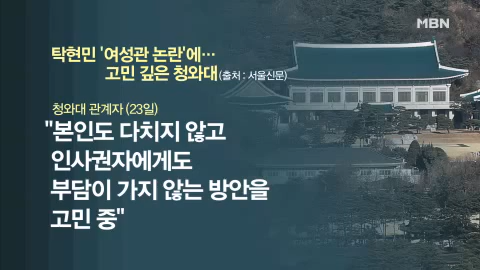 MBN
탁현민 '여성관 논란'에…
고민 깊은 청와대(출처 : 서울신문)
청와대 관계자 (23일)
"본인도 다치지 않고
인사권자에게도
부담이 가지 않는 방안을
고민 중"